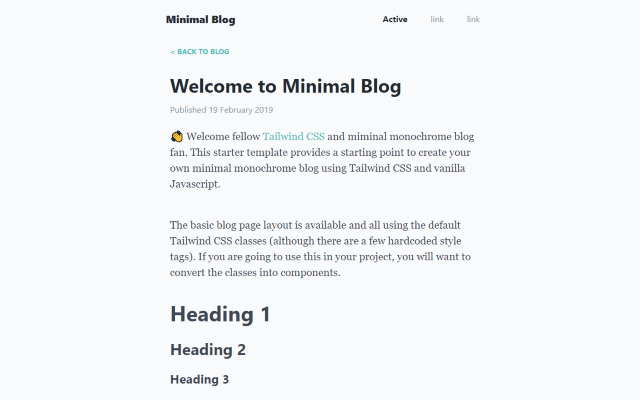 Minimal Blog
Active link link
< BACK TO BLOG
Welcome to Minimal Blog
Published 19 February 2019
👏 Welcome fellow Tailwind CSS and miminal monochrome blog
fan. This starter template provides a starting point to create your
own minimal monochrome blog using Tailwind CSS and vanilla
Javascript.
The basic blog page layout is available and all using the default
Tailwind CSS classes (although there are a few hardcoded style
tags). If you are going to use this in your project, you will want to
convert the classes into components.
Heading 1
Heading 2
Heading 3